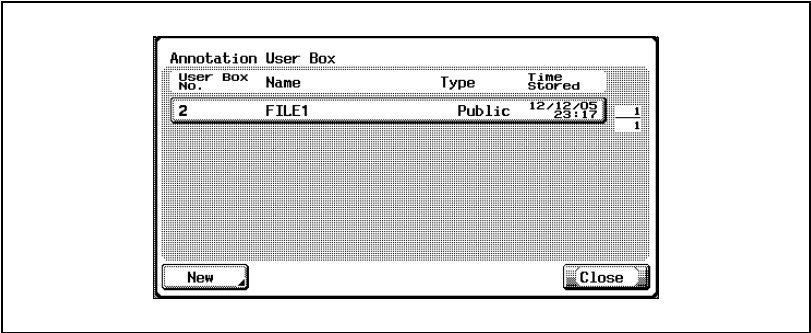 Annotation User Box
User Box No. Name Type Time Stored
2 FILE1 Public 12/12/05 23:17
1
1
New Close